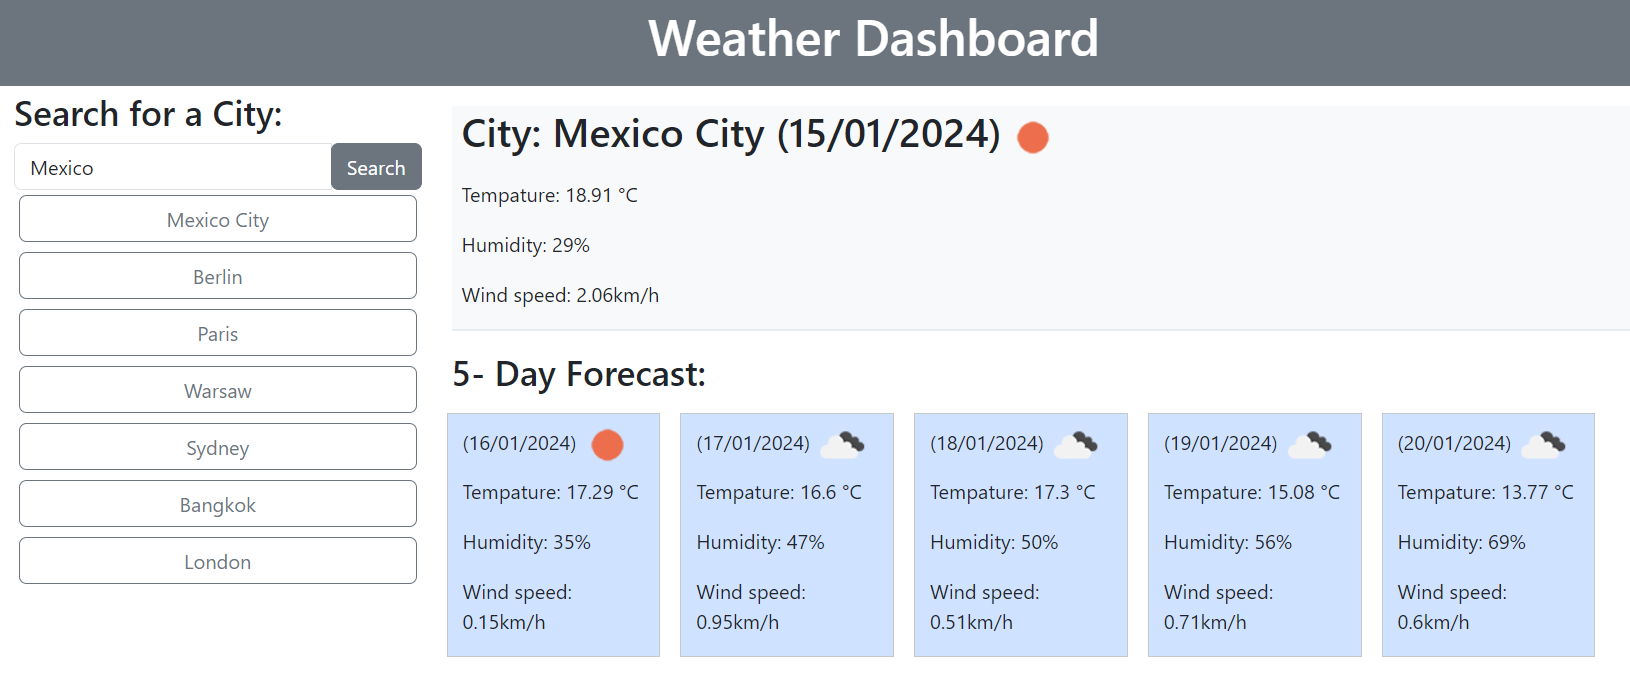 Weather Dashboard
Search for a City:
Mexico
Search
Mexico City
Berlin
Paris
Warsaw
Sydney
Bangkok
London
City: Mexico City (15/01/2024)
Tempature: 18.91 °C
Humidity: 29%
Wind speed: 2.06km/h
5- Day Forecast:
(16/01/2024)
Tempature: 17.29 °C
Humidity: 35%
Wind speed:
0.15km/h
(17/01/2024)
Tempature: 16.6 °C
Humidity: 47%
Wind speed:
0.95km/h
(18/01/2024)
Tempature: 17.3 °C
Humidity: 50%
Wind speed:
0.51km/h
(19/01/2024)
Tempature: 15.08 °C
Humidity: 56%
Wind speed:
0.71km/h
(20/01/2024)
Tempature: 13.77 °C
Humidity: 69%
Wind speed:
0.6km/h